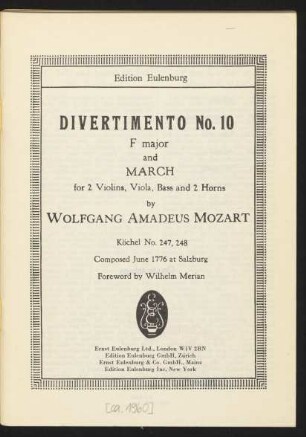 Edition Eulenburg
DIVERTIMENTO No. 10
F major
and
MARCH
for 2 Violins, Viola, Bass and 2 Horns
by
WOLFGANG AMADEUS MOZART
Köchel No. 247, 248
Composed June 1776 at Salzburg
Foreword by Wilhelm Merian
Ernst Eulenburg Ltd., London W1V 2BN
Edition Eulenburg GmbH, Zürich
Ernst Eulenburg & Co. GmbH., Mainz
Edition Eulenburg Inc, New York
[ca. 1960]